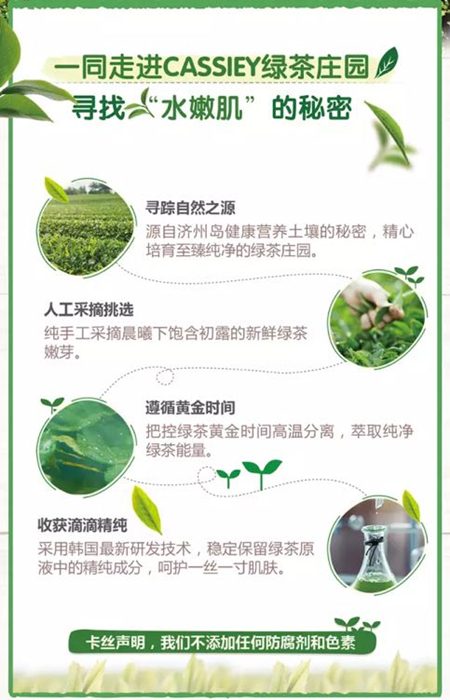 一同走进CASSIEY绿茶庄园
寻找“水嫩肌”的秘密
寻踪自然之源
源自济州岛健康营养土壤的秘密，精心
培育至臻纯净的绿茶庄园。
人工采摘挑选
纯手工采摘晨曦下饱含初露的新鲜绿茶
嫩芽。
遵循黄金时间
把控绿茶黄金时间高温分离，萃取纯净
绿茶能量。
收获滴滴精纯
采用韩国最新研发技术，稳定保留绿茶原
液中的精纯成分，呵护一丝一寸肌肤。
卡丝声明，我们不添加任何防腐剂和色素